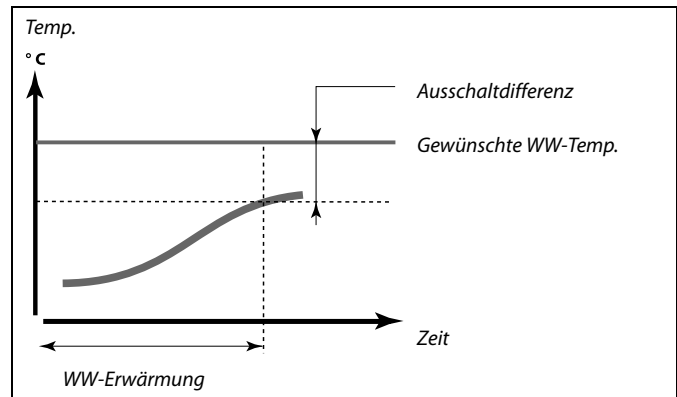 Temp.
°C
Ausschaltdifferenz
Gewünschte WW-Temp.
Zeit
WW-Erwärmung